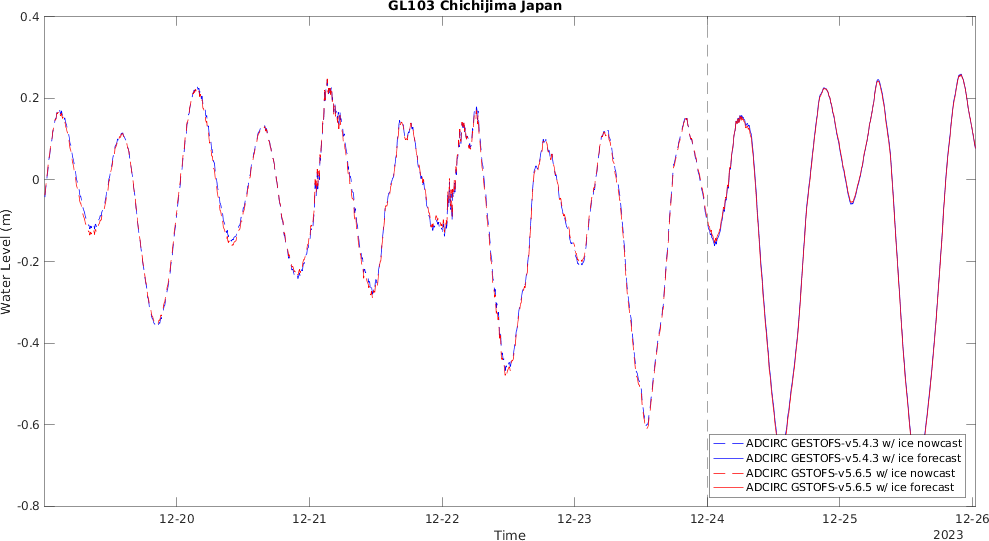 GL103 Chichijima Japan
0.4
0.2
0
-0.2
-0.4
-0.6
-0.8
Water Level (m)
ADCIRC GESTOFS-v5.4.3 w/ ice nowcast
ADCIRC GESTOFS-v5.4.3 w/ ice forecast
ADCIRC GSTOFS-v5.6.5 w/ ice nowcast
ADCIRC GSTOFS-v5.6.5 w/ ice forecast
12-20 12-21 12-22 12-23 12-24 12-25 12-26
Time
2023